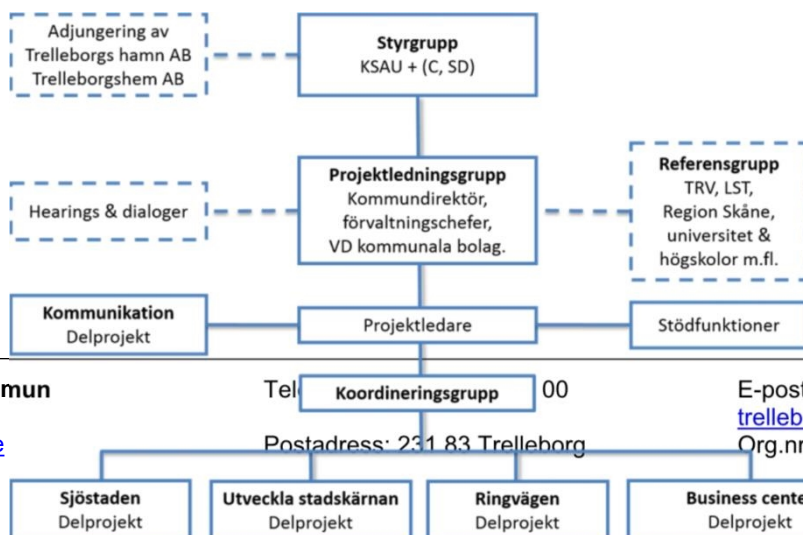 Adjungering av
Trelleborgs hamn AB
Trelleborgshem AB
Styrgrupp
KSAU + (C, SD)
Hearings & dialoger
Projektledningsgrupp
Kommundirektör,
förvaltningschefer,
VD kommunala bolag.
Referensgrupp
TRV, LST,
Region Skåne,
universitet &
högskolor m.fl.
Kommunikation
Delprojekt
Projektledare
Stödfunktioner
mun
Tel
Koordineringsgrupp
00
E-post
trelleb
e
Postadress: 231 83 Trelleborg
Org.nr
Sjöstaden
Delprojekt
Utveckla stadskärnan
Delprojekt
Ringvägen
Delprojekt
Business cente
Delprojekt